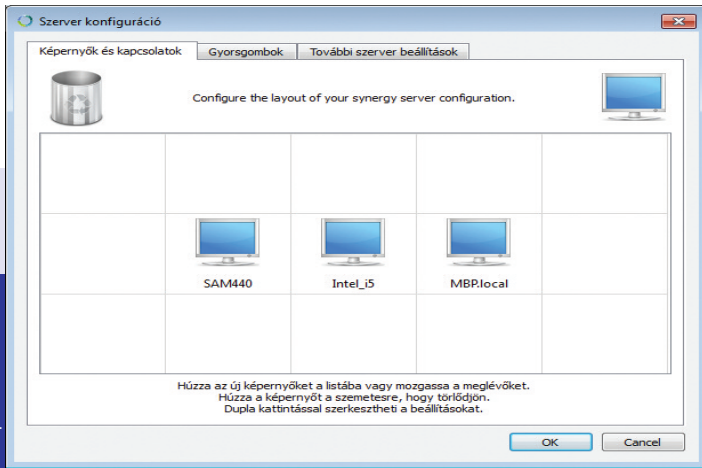 Szerver konfiguráció
Képernyők és kapcsolatok Gyorsgombok További szerver beállítások
Configure the layout of your synergy server configuration.
SAM440 Intel_i5 MBP.local
Húzza az új képernyőket a listába vagy mozgassa a meglévőket.
Húzza a képernyőt a szemetesre, hogy törlődjön.
Dupla kattintással szerkesztheti a beállításokat.
OK Cancel